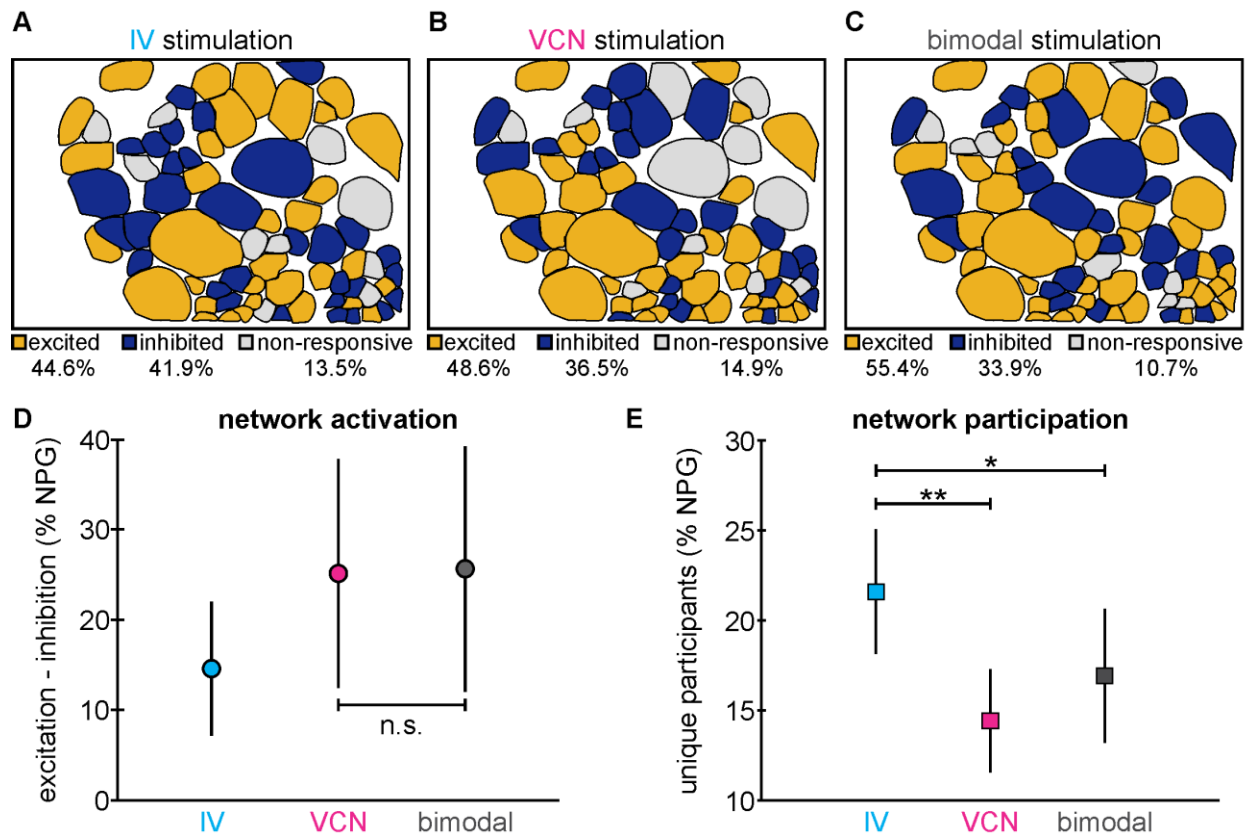 A
IV stimulation
B
VCN stimulation
C
bimodal stimulation
excited inhibited non-responsive
44.6% 41.9% 13.5%
excited inhibited non-responsive
48.6% 36.5% 14.9%
excited inhibited non-responsive
55.4% 33.9% 10.7%
D
network activation
excitation - inhibition (% NPG)
40
30
20
10
0
n.s.
IV VCN bimodal
E
network participation
unique participants (% NPG)
30
25
20
15
10
*
**
IV VCN bimodal